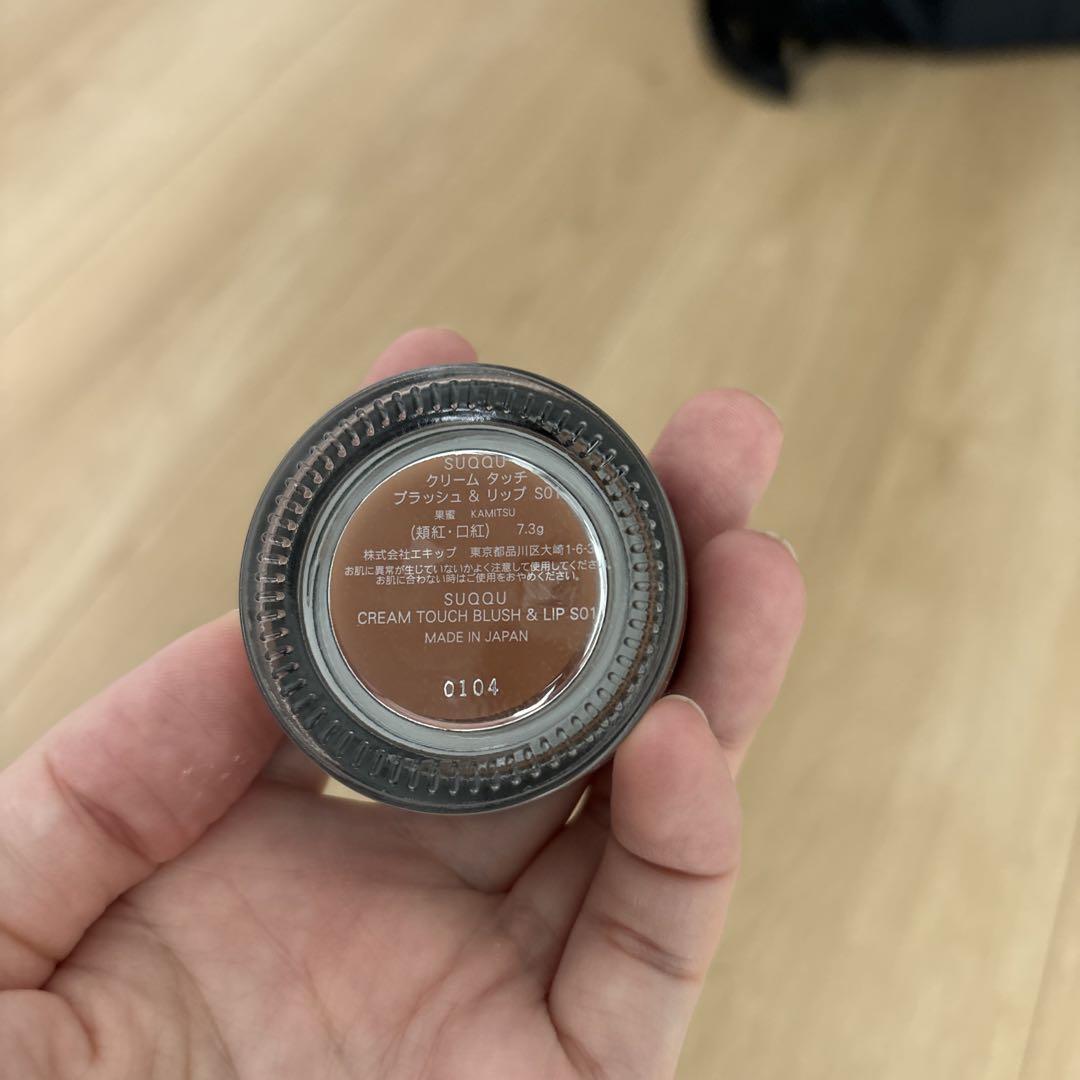 SUQQU
クリーム タッチ
ブラッシュ & リップ S01
果蜜 KAMITSU
(頬紅・口紅) 7.3g
株式会社エキップ 東京都品川区大崎1-6-3
お肌に異常が生じていないかよく注意して使用してくださ
お肌に合わない時はご使用をおやめください。
SUQQU
CREAM TOUCH BLUSH & LIP S01
MADE IN JAPAN
0104